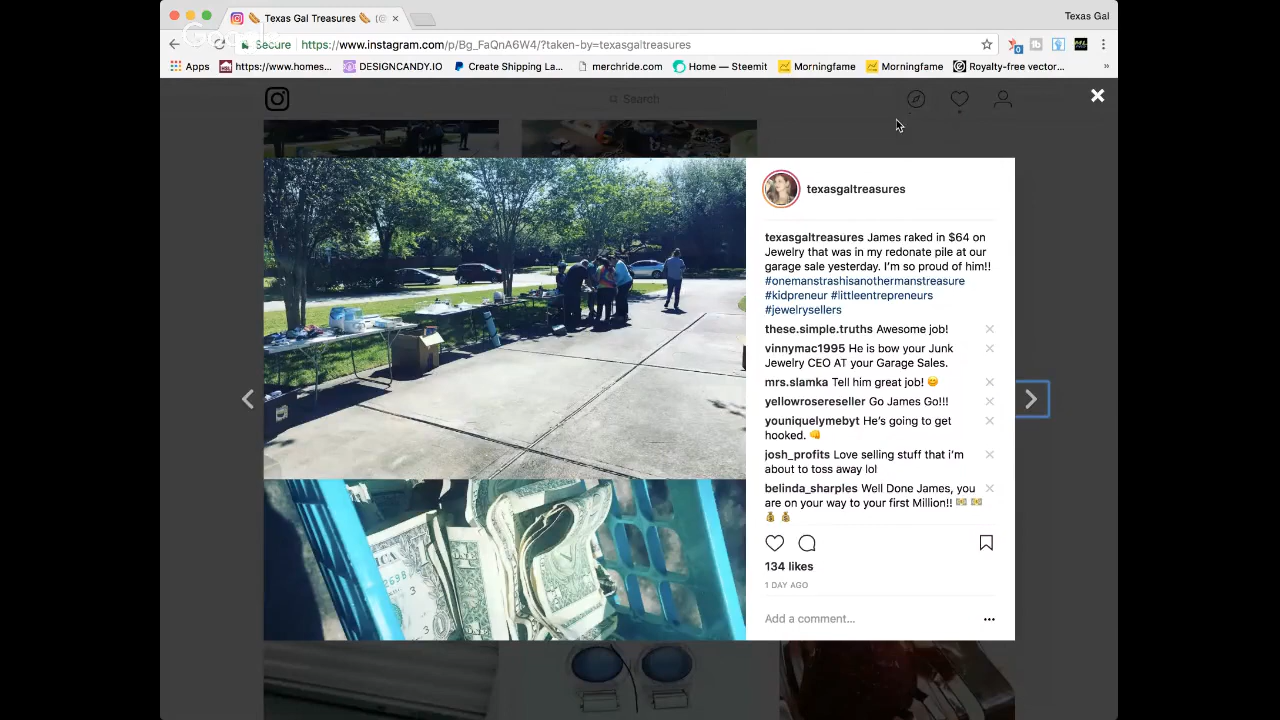 Texas Gal Treasures
Texas Gal
Google
Secure https://www.instagram.com/p/Bg_FaQnA6W4/?taken-by=texasgaltreasures
Apps https://www.homes... DESIGNCANDY.IO Create Shipping La... merchride.com Home — Steemit Morningfame Morningfame Royalty-free vector... »
Search
texasgaltreasures
texasgaltreasures James raked in $64 on
Jewelry that was in my redonate pile at our
garage sale yesterday. I'm so proud of him!!
#onemanstrashisanothermanstreasure
#kidpreneur #littleentrepreneurs
#jewelrysellers
these.simple.truths Awesome job!
vinnymac1995 He is bow your Junk
Jewelry CEO AT your Garage Sales.
mrs.slamka Tell him great job! 😊
yellowrosereseller Go James Go!!!
youniquelymebyt He's going to get
hooked. 👊
josh_profits Love selling stuff that i'm
about to toss away lol
belinda_sharples Well Done James, you
are on your way to your first Million!! 💵 💵
💰 💰
134 likes
1 DAY AGO
Add a comment...